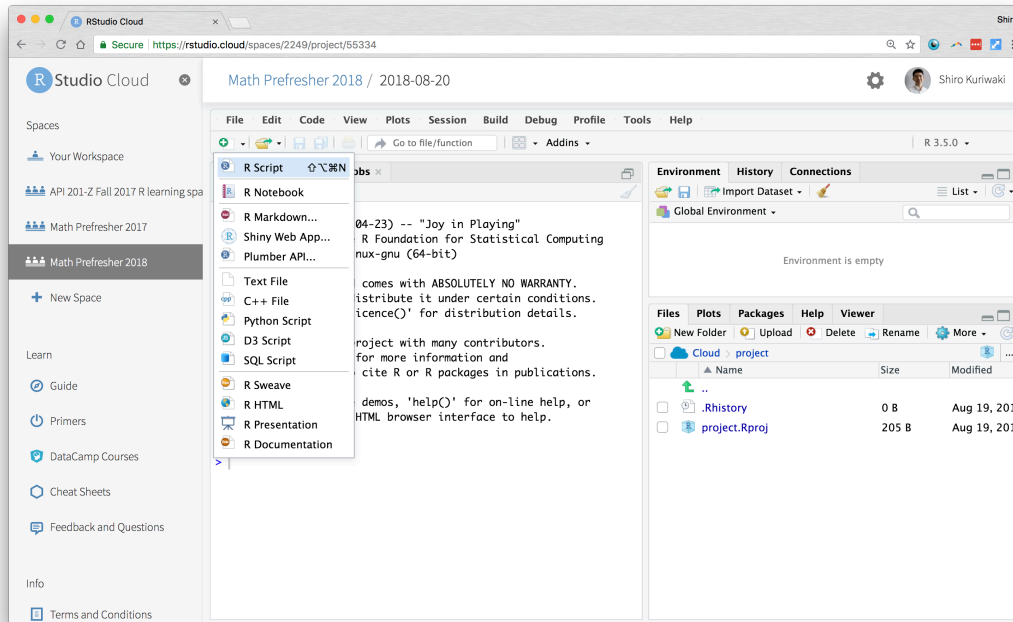 RStudio Cloud
Shir
Secure
https://rstudio.cloud/spaces/2249/project/55334
R Studio Cloud
Math Prefresher 2018 / 2018-08-20
Shiro Kuriwaki
Spaces
Your Workspace
API 201-Z Fall 2017 R learning spa
Math Prefresher 2017
Math Prefresher 2018
New Space
Learn
Guide
Primers
DataCamp Courses
Cheat Sheets
Feedback and Questions
Info
Terms and Conditions
File Edit Code View Plots Session Build Debug Profile Tools Help
Go to file/function
Addins
R 3.5.0
R Script ⇧⌥⌘N
R Notebook
R Markdown...
Shiny Web App...
Plumber API...
Text File
C++ File
Python Script
D3 Script
SQL Script
R Sweave
R HTML
R Presentation
R Documentation
obs
04-23) -- "Joy in Playing"
R Foundation for Statistical Computing
nux-gnu (64-bit)
comes with ABSOLUTELY NO WARRANTY.
istribute it under certain conditions.
icence()' for distribution details.
roject with many contributors.
for more information and
cite R or R packages in publications.
demos, 'help()' for on-line help, or
HTML browser interface to help.
>
Environment History Connections
Import Dataset
List
Global Environment
Environment is empty
Files Plots Packages Help Viewer
New Folder Upload Delete Rename More
Cloud project
...
Name Size Modified
..
.Rhistory 0 B Aug 19, 201
project.Rproj 205 B Aug 19, 201